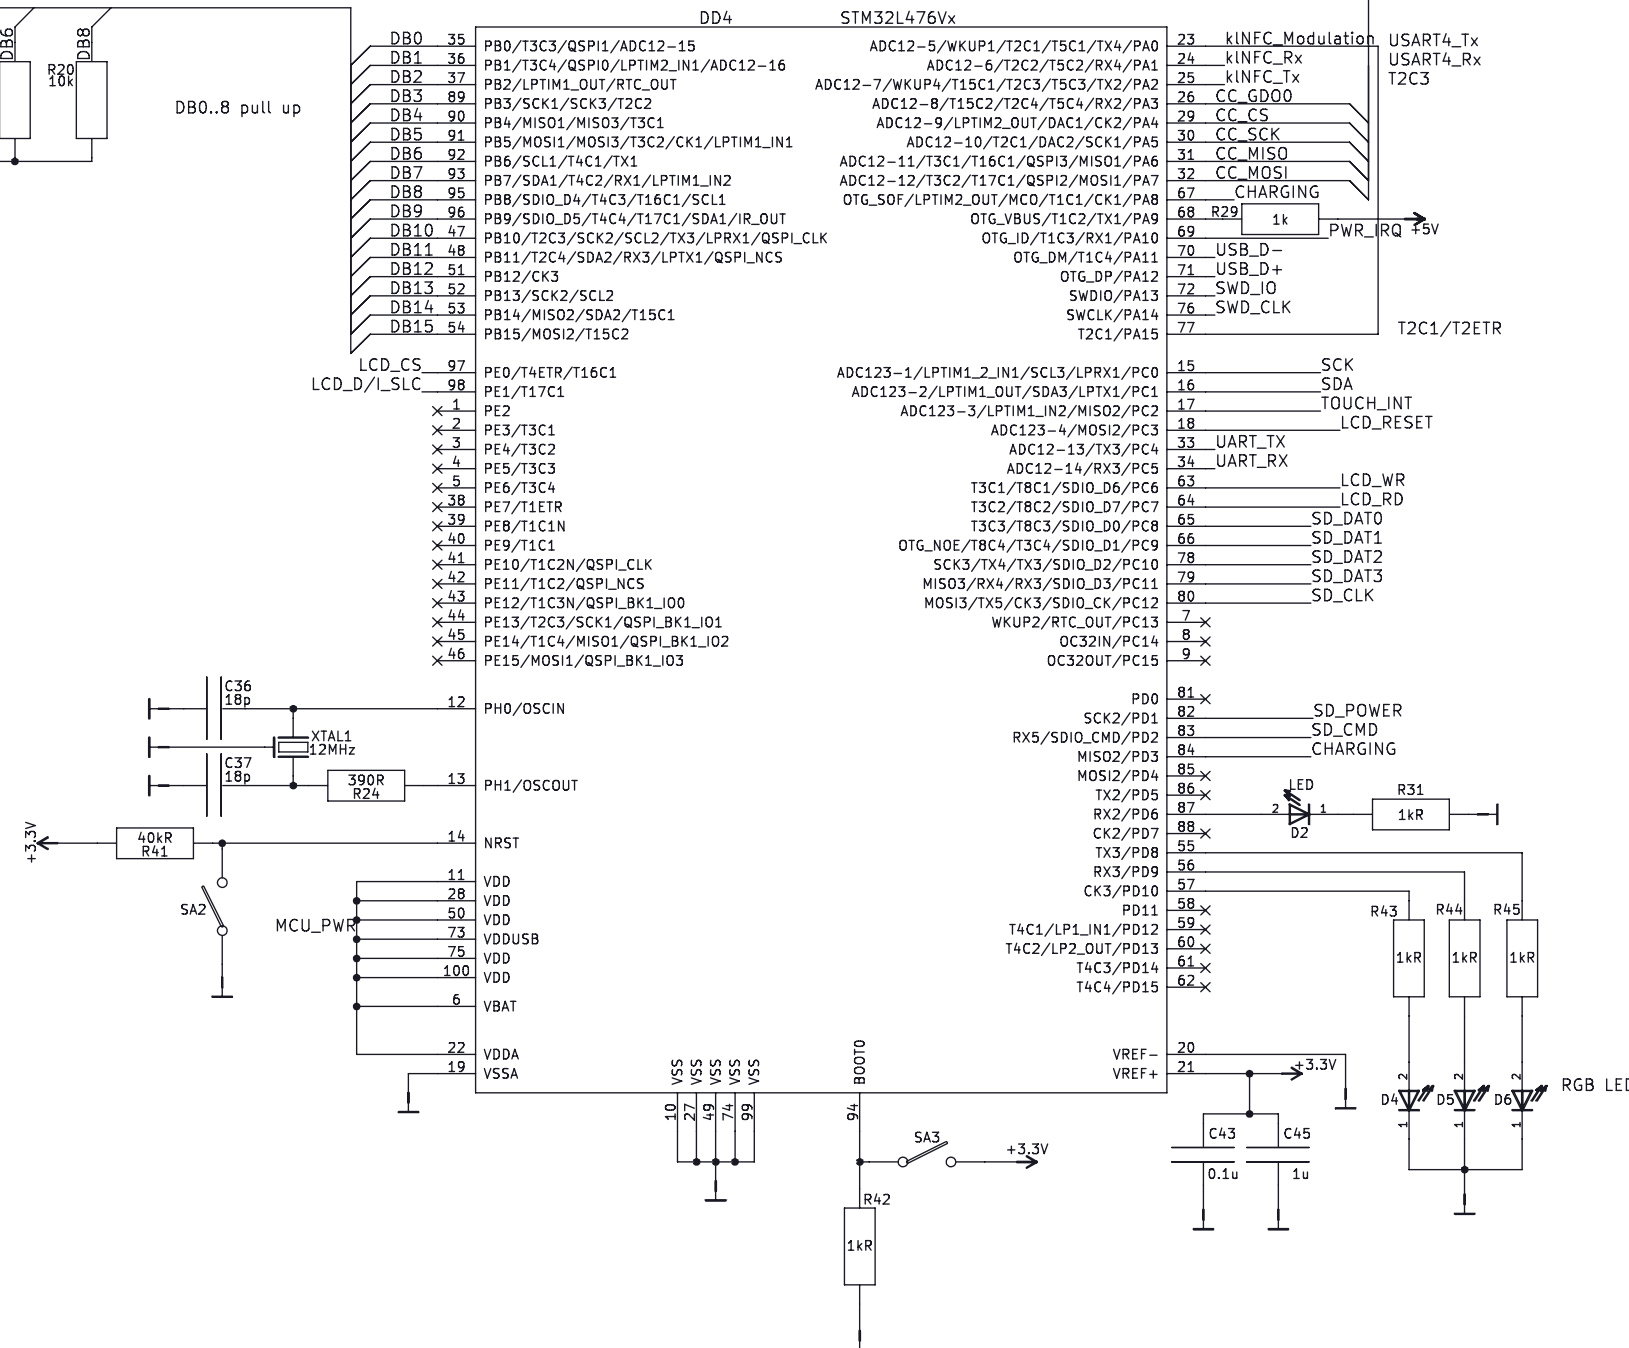 DD4 STM32L476Vx
DB6
DB8
R20
10k
DB0..8 pull up
DB0 35 PB0/T3C3/QSPI1/ADC12-15
DB1 36 PB1/T3C4/QSPI0/LPTIM2_IN1/ADC12-16
DB2 37 PB2/LPTIM1_OUT/RTC_OUT
DB3 89 PB3/SCK1/SCK3/T2C2
DB4 90 PB4/MISO1/MISO3/T3C1
DB5 91 PB5/MOSI1/MOSI3/T3C2/CK1/LPTIM1_IN1
DB6 92 PB6/SCL1/T4C1/TX1
DB7 93 PB7/SDA1/T4C2/RX1/LPTIM1_IN2
DB8 95 PB8/SDIO_D4/T4C3/T16C1/SCL1
DB9 96 PB9/SDIO_D5/T4C4/T17C1/SDA1/IR_OUT
DB10 47 PB10/T2C3/SCK2/SCL2/TX3/LPRX1/QSPI_CLK
DB11 48 PB11/T2C4/SDA2/RX3/LPTX1/QSPI_NCS
DB12 51 PB12/CK3
DB13 52 PB13/SCK2/SCL2
DB14 53 PB14/MISO2/SDA2/T15C1
DB15 54 PB15/MOSI2/T15C2
LCD_CS 97 PE0/T4ETR/T16C1
LCD_D/I_SLC 98 PE1/T17C1
1 PE2
2 PE3/T3C1
3 PE4/T3C2
4 PE5/T3C3
5 PE6/T3C4
38 PE7/T1ETR
39 PE8/T1C1N
40 PE9/T1C1
41 PE10/T1C2N/QSPI_CLK
42 PE11/T1C2/QSPI_NCS
43 PE12/T1C3N/QSPI_BK1_IO0
44 PE13/T2C3/SCK1/QSPI_BK1_IO1
45 PE14/T1C4/MISO1/QSPI_BK1_IO2
46 PE15/MOSI1/QSPI_BK1_IO3
C36
18p
12 PH0/OSCIN
XTAL1
12MHz
C37
18p
390R
R24
13 PH1/OSCOUT
+3.3V
40kR
R41
14 NRST
SA2
MCU_PWR
11 VDD
28 VDD
50 VDD
73 VDDUSB
75 VDD
100 VDD
6 VBAT
22 VDDA
19 VSSA
ADC12-5/WKUP1/T2C1/T5C1/TX4/PA0 23 klNFC_Modulation USART4_Tx
ADC12-6/T2C2/T5C2/RX4/PA1 24 klNFC_Rx USART4_Rx
ADC12-7/WKUP4/T15C1/T2C3/T5C3/TX2/PA2 25 klNFC_Tx T2C3
ADC12-8/T15C2/T2C4/T5C4/RX2/PA3 26 CC_GDO0
ADC12-9/LPTIM2_OUT/DAC1/CK2/PA4 29 CC_CS
ADC12-10/T2C1/DAC2/SCK1/PA5 30 CC_SCK
ADC12-11/T3C1/T16C1/QSPI3/MISO1/PA6 31 CC_MISO
ADC12-12/T3C2/T17C1/QSPI2/MOSI1/PA7 32 CC_MOSI
OTG_SOF/LPTIM2_OUT/MCO/T1C1/CK1/PA8 67 CHARGING
OTG_VBUS/T1C2/TX1/PA9 68 R29 1k
OTG_ID/T1C3/RX1/PA10 69 PWR_IRQ +5V
OTG_DM/T1C4/PA11 70 USB_D-
OTG_DP/PA12 71 USB_D+
SWDIO/PA13 72 SWD_IO
SWCLK/PA14 76 SWD_CLK
T2C1/PA15 77 T2C1/T2ETR
ADC123-1/LPTIM1_2_IN1/SCL3/LPRX1/PC0 15 SCK
ADC123-2/LPTIM1_OUT/SDA3/LPTX1/PC1 16 SDA
ADC123-3/LPTIM1_IN2/MISO2/PC2 17 TOUCH_INT
ADC123-4/MOSI2/PC3 18 LCD_RESET
ADC12-13/TX3/PC4 33 UART_TX
ADC12-14/RX3/PC5 34 UART_RX
T3C1/T8C1/SDIO_D6/PC6 63 LCD_WR
T3C2/T8C2/SDIO_D7/PC7 64 LCD_RD
T3C3/T8C3/SDIO_D0/PC8 65 SD_DAT0
OTG_NOE/T8C4/T3C4/SDIO_D1/PC9 66 SD_DAT1
SCK3/TX4/TX3/SDIO_D2/PC10 78 SD_DAT2
MISO3/RX4/RX3/SDIO_D3/PC11 79 SD_DAT3
MOSI3/TX5/CK3/SDIO_CK/PC12 80 SD_CLK
WKUP2/RTC_OUT/PC13 7
OC32IN/PC14 8
OC32OUT/PC15 9
PD0 81
SCK2/PD1 82 SD_POWER
RX5/SDIO_CMD/PD2 83 SD_CMD
MISO2/PD3 84 CHARGING
MOSI2/PD4 85
TX2/PD5 86
RX2/PD6 87
2 LED 1
D2
R31
1kR
CK2/PD7 88
TX3/PD8 55
RX3/PD9 56
CK3/PD10 57
PD11 58
T4C1/LP1_IN1/PD12 59
T4C2/LP2_OUT/PD13 60
T4C3/PD14 61
T4C4/PD15 62
R43 R44 R45
1kR 1kR 1kR
VREF- 20
VREF+ 21
+3.3V
2 2 2
D4 D5 D6
RGB LED
1 1 1
C43
0.1u
C45
1u
VSS VSS VSS VSS VSS
10 27 49 74 99
BOOT0
94
SA3
+3.3V
R42
1kR